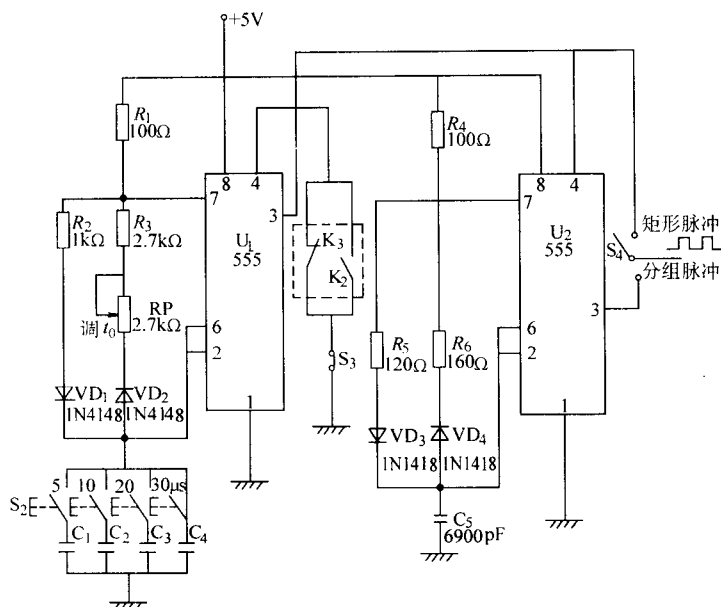 +5V
R₁
100Ω
R₄
100Ω
8 4
7
3
U₁
555
6
2
1
R₂
1kΩ
R₃
2.7kΩ
调 t₀
RP
2.7kΩ
VD₁
1N4148
VD₂
1N4148
K₃
K₂
S₃
8 4
7
U₂
555
3
6
2
1
矩形脉冲
S₄
分组脉冲
R₅
120Ω
R₆
160Ω
VD₃
1N1418
VD₄
1N1418
C₅
6900pF
5 10 20 30μs
S₂
C₁ C₂ C₃ C₄